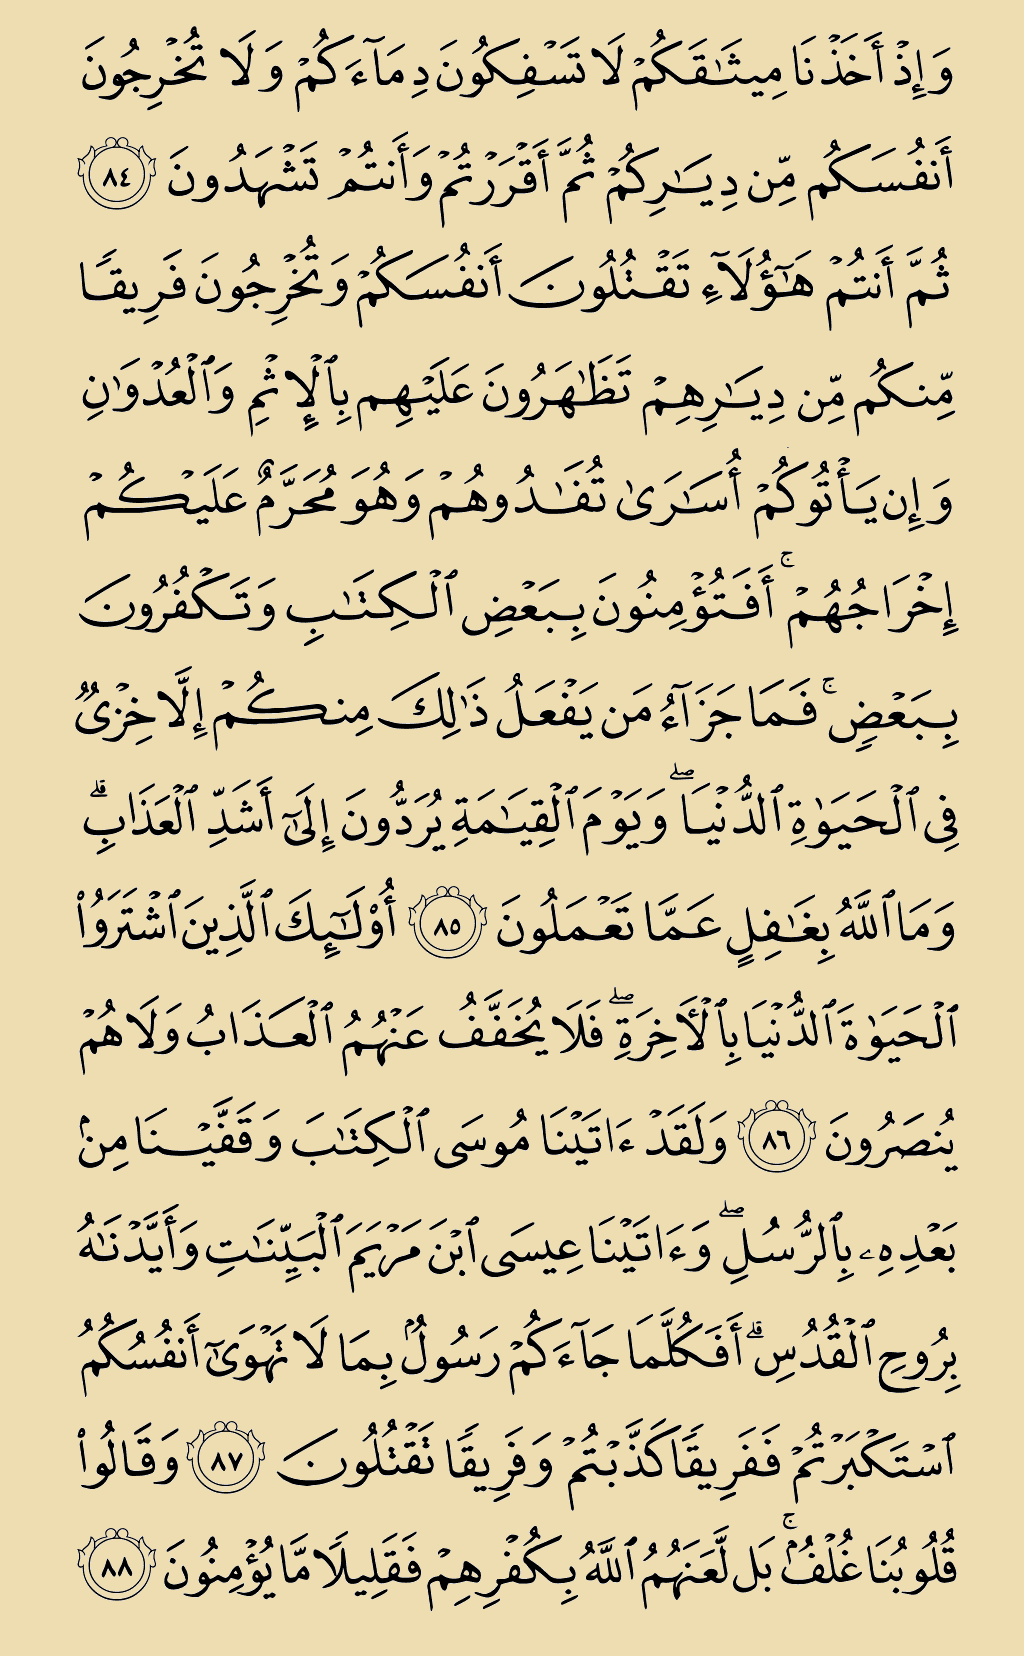 وَإِذۡ أَخَذۡنَا مِيثَٰقَكُمۡ لَا تَسۡفِكُونَ دِمَآءَكُمۡ وَلَا تُخۡرِجُونَ
أَنفُسَكُم مِّن دِيَٰرِكُمۡ ثُمَّ أَقۡرَرۡتُمۡ وَأَنتُمۡ تَشۡهَدُونَ ٨٤
ثُمَّ أَنتُمۡ هَٰٓؤُلَآءِ تَقۡتُلُونَ أَنفُسَكُمۡ وَتُخۡرِجُونَ فَرِيقٗا
مِّنكُم مِّن دِيَٰرِهِمۡ تَظَٰهَرُونَ عَلَيۡهِم بِٱلۡإِثۡمِ وَٱلۡعُدۡوَٰنِ
وَإِن يَأۡتُوكُمۡ أُسَٰرَىٰ تُفَٰدُوهُمۡ وَهُوَ مُحَرَّمٌ عَلَيۡكُمۡ
إِخۡرَاجُهُمۡۚ أَفَتُؤۡمِنُونَ بِبَعۡضِ ٱلۡكِتَٰبِ وَتَكۡفُرُونَ
بِبَعۡضٖۚ فَمَا جَزَآءُ مَن يَفۡعَلُ ذَٰلِكَ مِنكُمۡ إِلَّا خِزۡيٞ
فِي ٱلۡحَيَوٰةِ ٱلدُّنۡيَاۖ وَيَوۡمَ ٱلۡقِيَٰمَةِ يُرَدُّونَ إِلَىٰٓ أَشَدِّ ٱلۡعَذَابِۗ
وَمَا ٱللَّهُ بِغَٰفِلٍ عَمَّا تَعۡمَلُونَ ٨٥ أُوْلَٰٓئِكَ ٱلَّذِينَ ٱشۡتَرَوُاْ
ٱلۡحَيَوٰةَ ٱلدُّنۡيَا بِٱلۡأٓخِرَةِۖ فَلَا يُخَفَّفُ عَنۡهُمُ ٱلۡعَذَابُ وَلَا هُمۡ
يُنصَرُونَ ٨٦ وَلَقَدۡ ءَاتَيۡنَا مُوسَى ٱلۡكِتَٰبَ وَقَفَّيۡنَا مِنۢ
بَعۡدِهِۦ بِٱلرُّسُلِۖ وَءَاتَيۡنَا عِيسَى ٱبۡنَ مَرۡيَمَ ٱلۡبَيِّنَٰتِ وَأَيَّدۡنَٰهُ
بِرُوحِ ٱلۡقُدُسِۗ أَفَكُلَّمَا جَآءَكُمۡ رَسُولُۢ بِمَا لَا تَهۡوَىٰٓ أَنفُسُكُمُ
ٱسۡتَكۡبَرۡتُمۡ فَفَرِيقٗا كَذَّبۡتُمۡ وَفَرِيقٗا تَقۡتُلُونَ ٨٧ وَقَالُواْ
قُلُوبُنَا غُلۡفُۢۚ بَل لَّعَنَهُمُ ٱللَّهُ بِكُفۡرِهِمۡ فَقَلِيلٗا مَّا يُؤۡمِنُونَ ٨٨